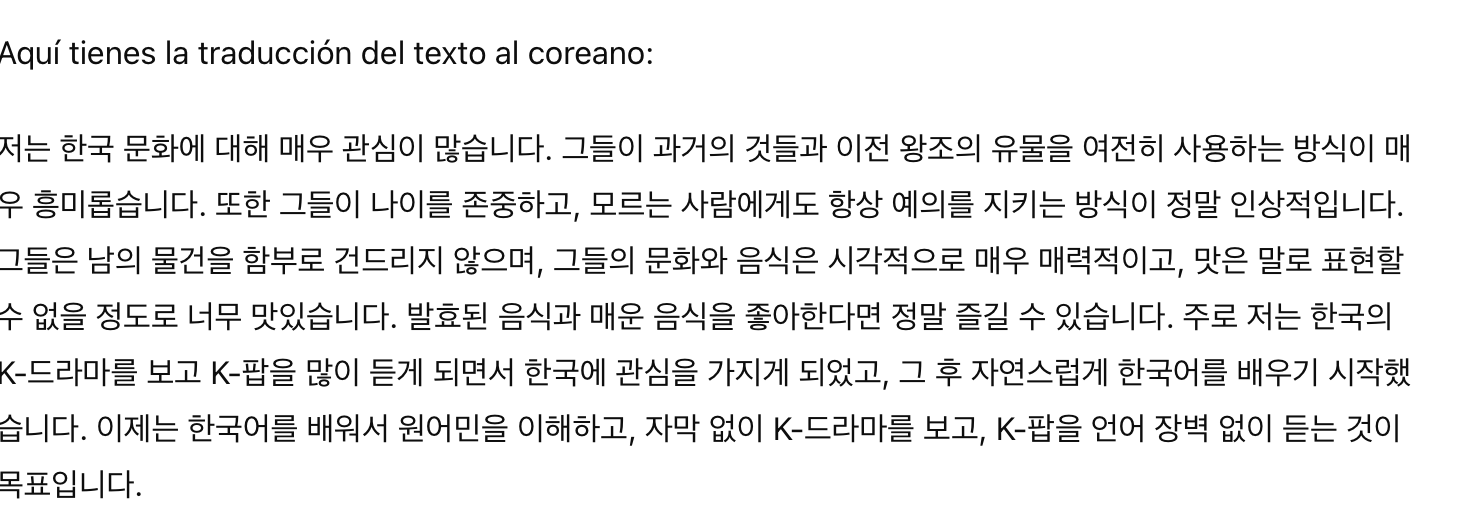 Aquí tienes la traducción del texto al coreano:
저는 한국 문화에 대해 매우 관심이 많습니다. 그들이 과거의 것들과 이전 왕조의 유물을 여전히 사용하는 방식이 매
우 흥미롭습니다. 또한 그들이 나이를 존중하고, 모르는 사람에게도 항상 예의를 지키는 방식이 정말 인상적입니다.
그들은 남의 물건을 함부로 건드리지 않으며, 그들의 문화와 음식은 시각적으로 매우 매력적이고, 맛은 말로 표현할
수 없을 정도로 너무 맛있습니다. 발효된 음식과 매운 음식을 좋아한다면 정말 즐길 수 있습니다. 주로 저는 한국의
K-드라마를 보고 K-팝을 많이 듣게 되면서 한국에 관심을 가지게 되었고, 그 후 자연스럽게 한국어를 배우기 시작했
습니다. 이제는 한국어를 배워서 원어민을 이해하고, 자막 없이 K-드라마를 보고, K-팝을 언어 장벽 없이 듣는 것이
목표입니다.